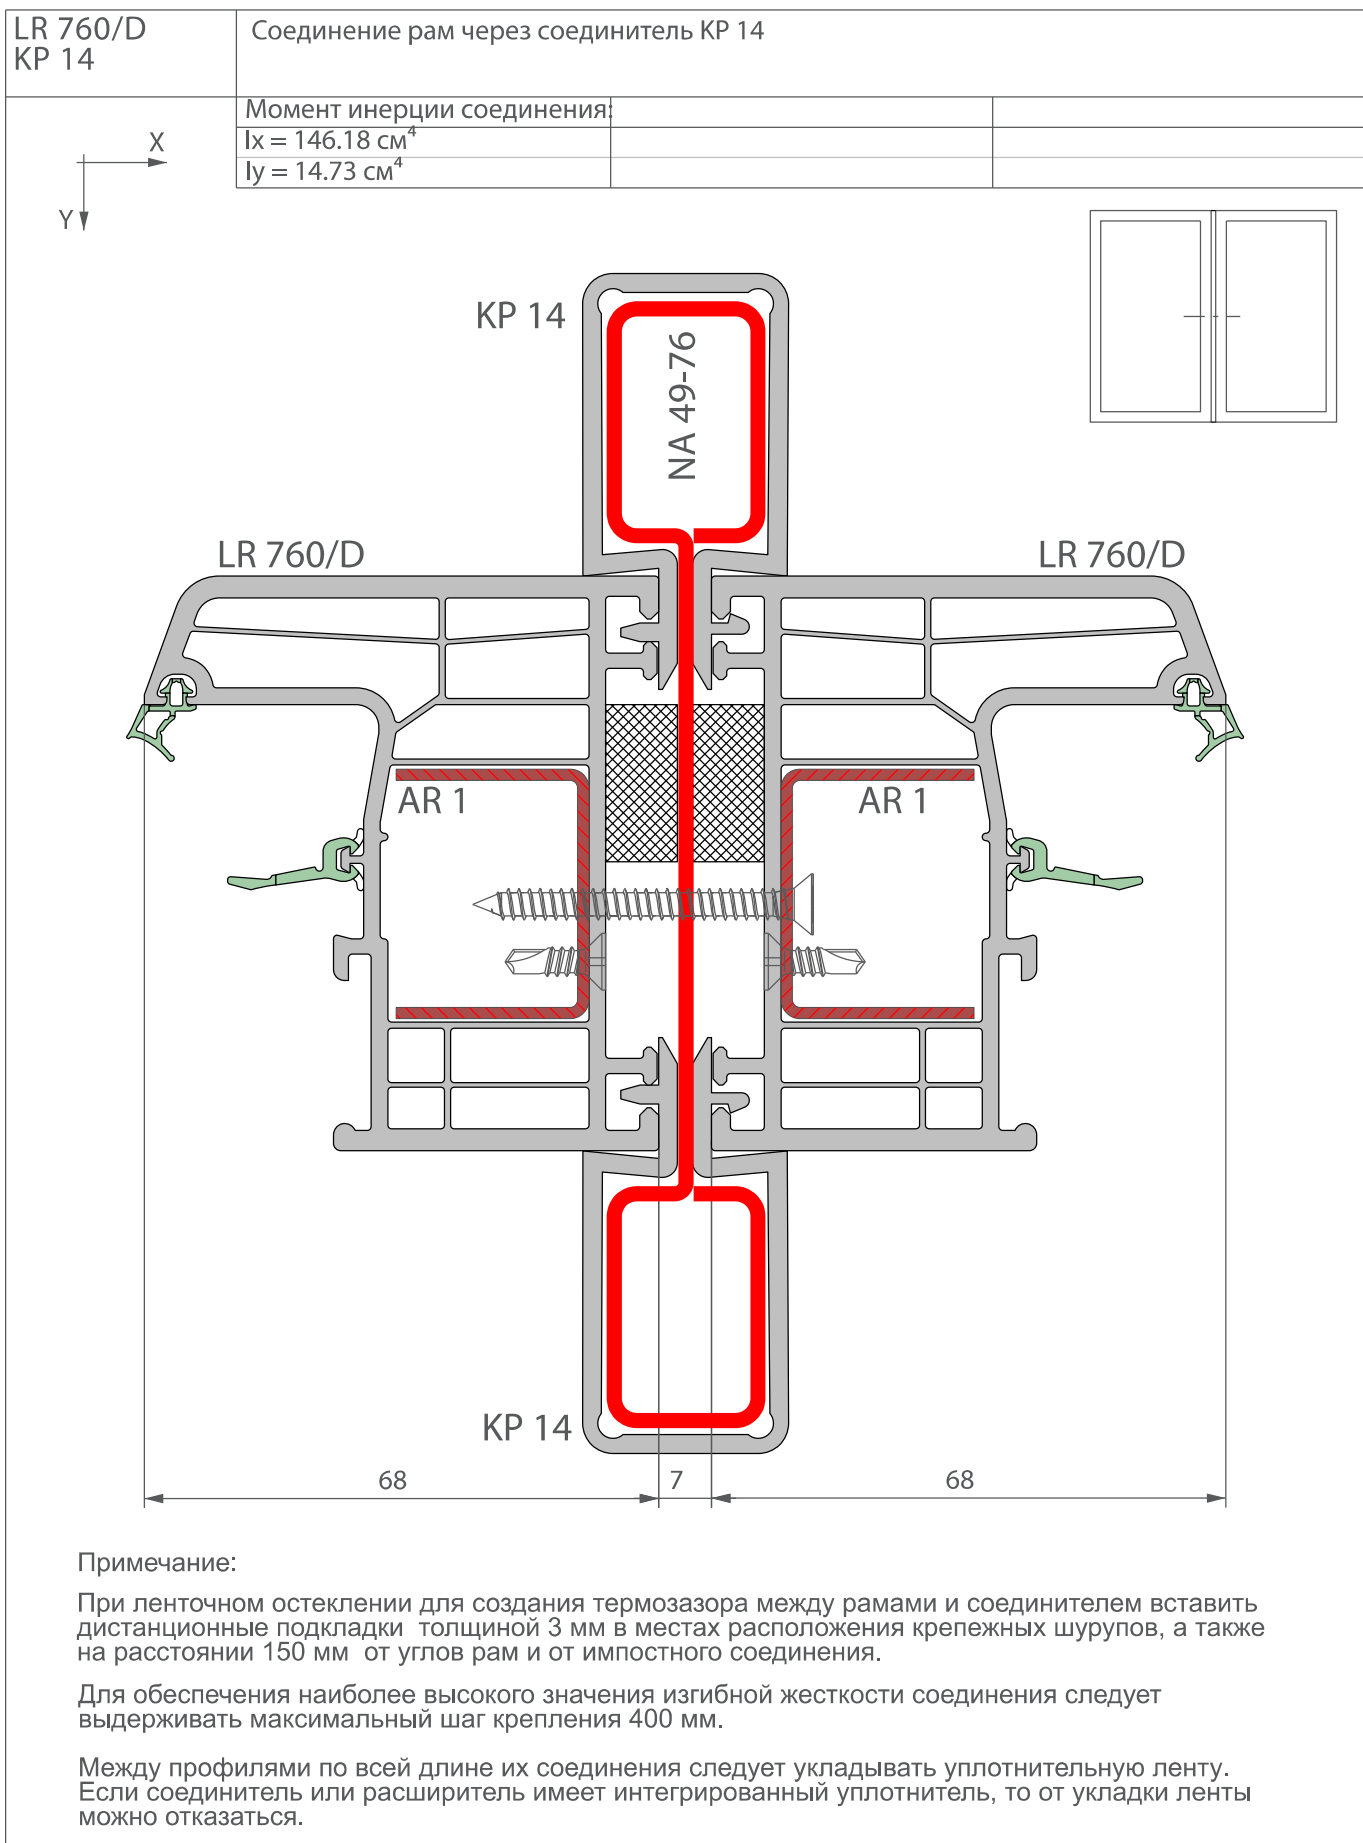 LR 760/D
KP 14
Соединение рам через соединитель KP 14
Момент инерции соединения:
Ix = 146.18 см⁴
Iy = 14.73 см⁴
X
Y
KP 14
NA 49-76
LR 760/D
LR 760/D
AR 1
AR 1
KP 14
68
7
68
Примечание:
При ленточном остеклении для создания термозазора между рамами и соединителем вставить
дистанционные подкладки толщиной 3 мм в местах расположения крепежных шурупов, а также
на расстоянии 150 мм от углов рам и от импостного соединения.
Для обеспечения наиболее высокого значения изгибной жесткости соединения следует
выдерживать максимальный шаг крепления 400 мм.
Между профилями по всей длине их соединения следует укладывать уплотнительную ленту.
Если соединитель или расширитель имеет интегрированный уплотнитель, то от укладки ленты
можно отказаться.